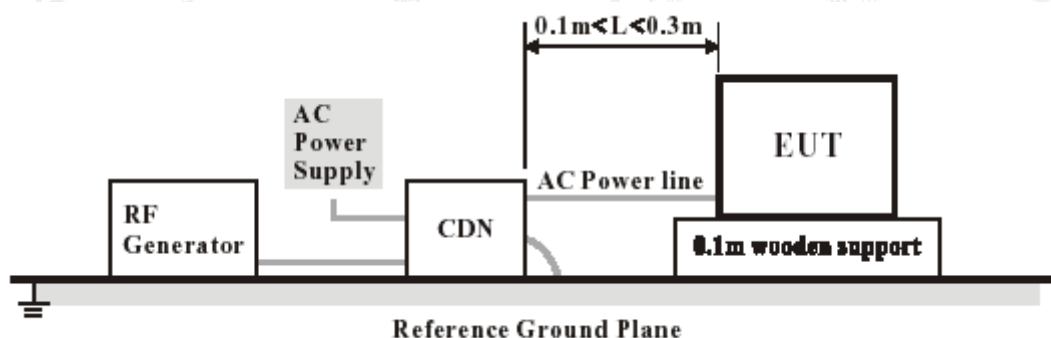 0.1m<L<0.3m
AC
Power
Supply
EUT
AC Power line
RF
Generator
CDN
0.1m wooden support
Reference Ground Plane